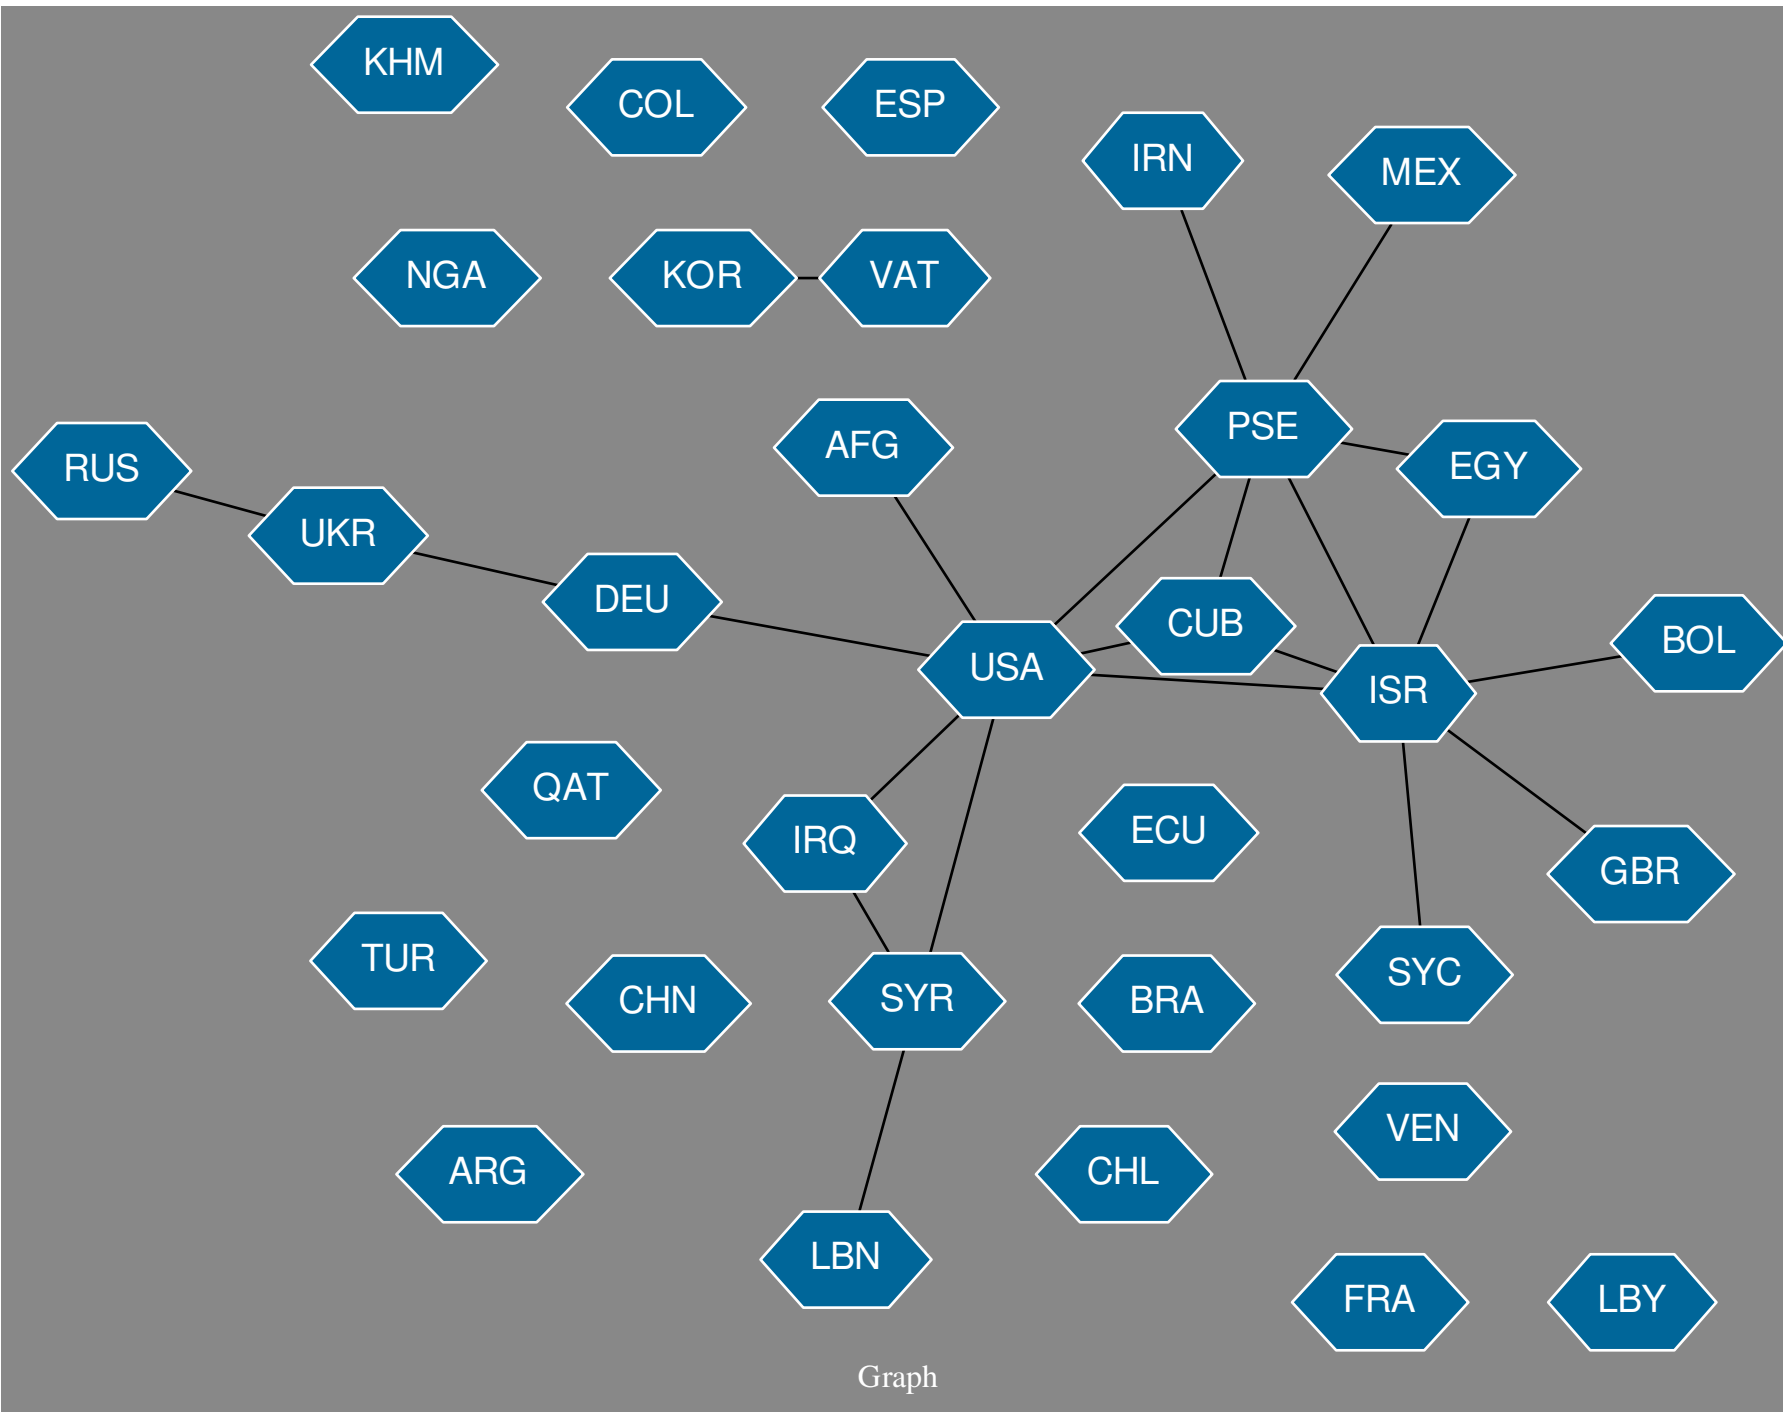 KHM
COL
ESP
IRN
MEX
NGA
KOR
VAT
PSE
AFG
EGY
RUS
UKR
DEU
CUB
BOL
USA
ISR
QAT
IRQ
ECU
GBR
TUR
CHN
SYR
BRA
SYC
VEN
ARG
CHL
LBN
FRA
LBY
Graph